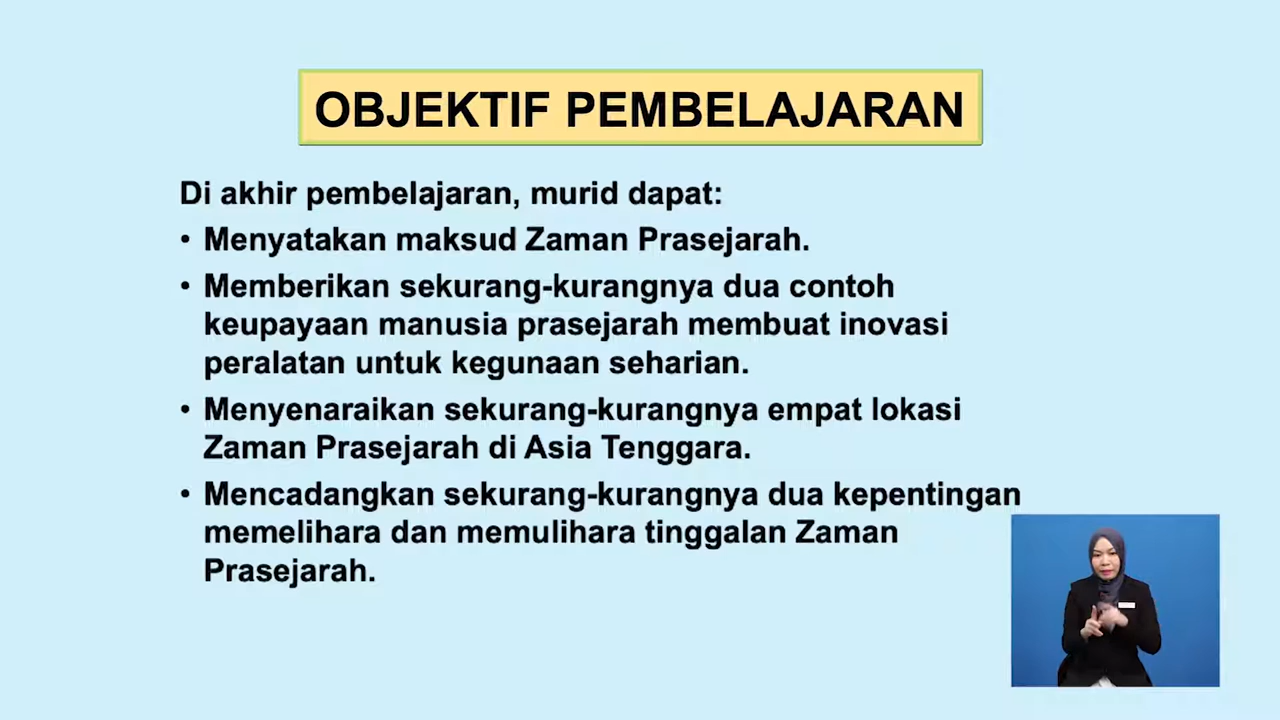 OBJEKTIF PEMBELAJARAN
Di akhir pembelajaran, murid dapat:
• Menyatakan maksud Zaman Prasejarah.
• Memberikan sekurang-kurangnya dua contoh
keupayaan manusia prasejarah membuat inovasi
peralatan untuk kegunaan seharian.
• Menyenaraikan sekurang-kurangnya empat lokasi
Zaman Prasejarah di Asia Tenggara.
• Mencadangkan sekurang-kurangnya dua kepentingan
memelihara dan memulihara tinggalan Zaman
Prasejarah.